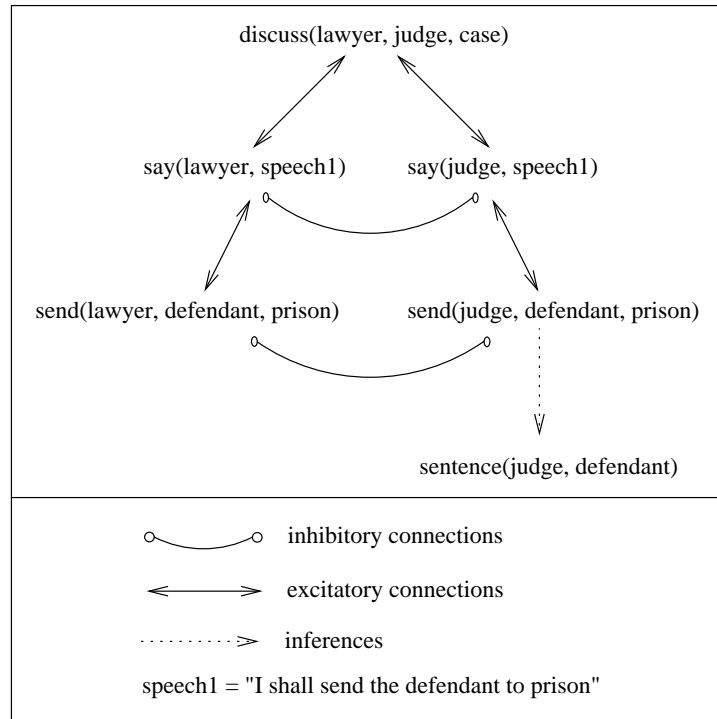 discuss(lawyer, judge, case)
say(lawyer, speech1) say(judge, speech1)
send(lawyer, defendant, prison) send(judge, defendant, prison)
sentence(judge, defendant)
inhibitory connections
excitatory connections
inferences
speech1 = "I shall send the defendant to prison"